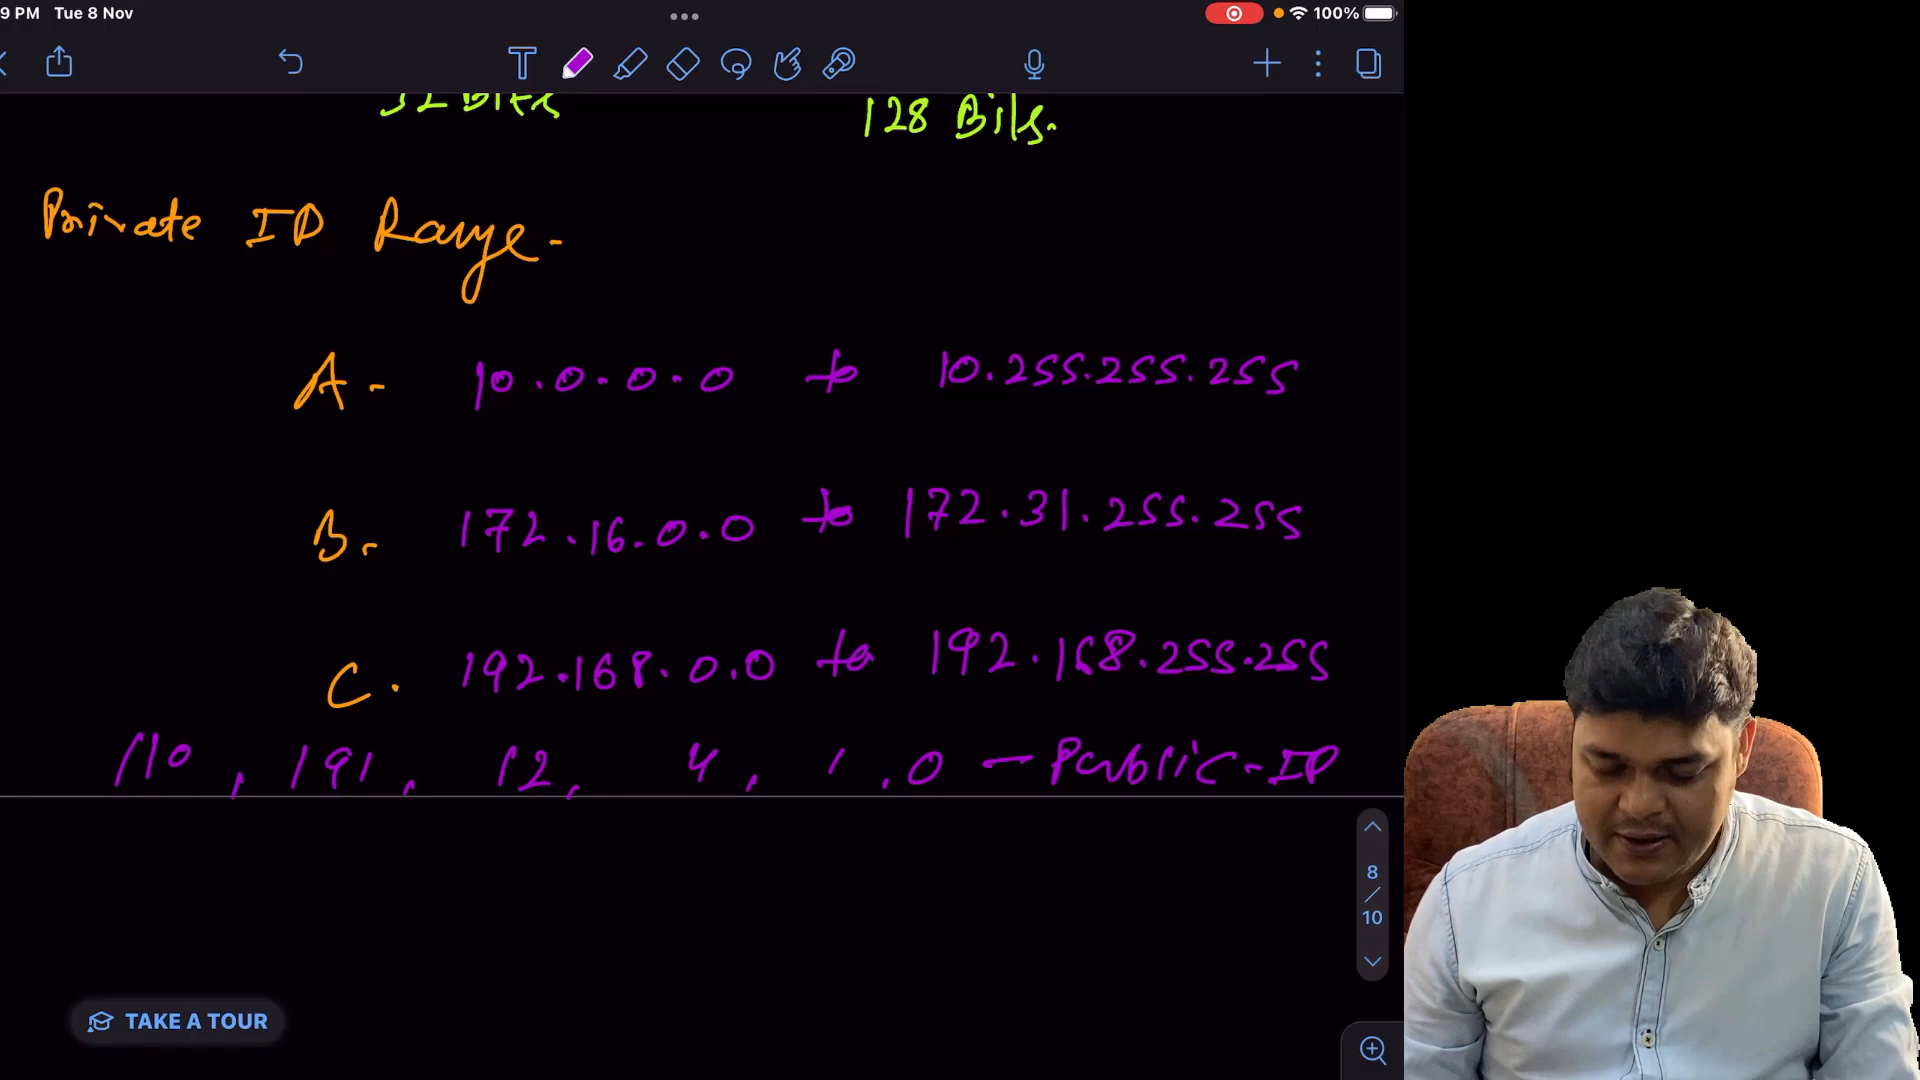 9 PM Tue 8 Nov
100%
T
128 Bits.
Private IP Range-
A- 10.0.0.0 to 10.255.255.255
B. 172.16.0.0 to 172.31.255.255
C. 192.168.0.0 to 192.168.255.255
110, 191, 12, 4, 1.0 - Public-IP
8
/
10
TAKE A TOUR